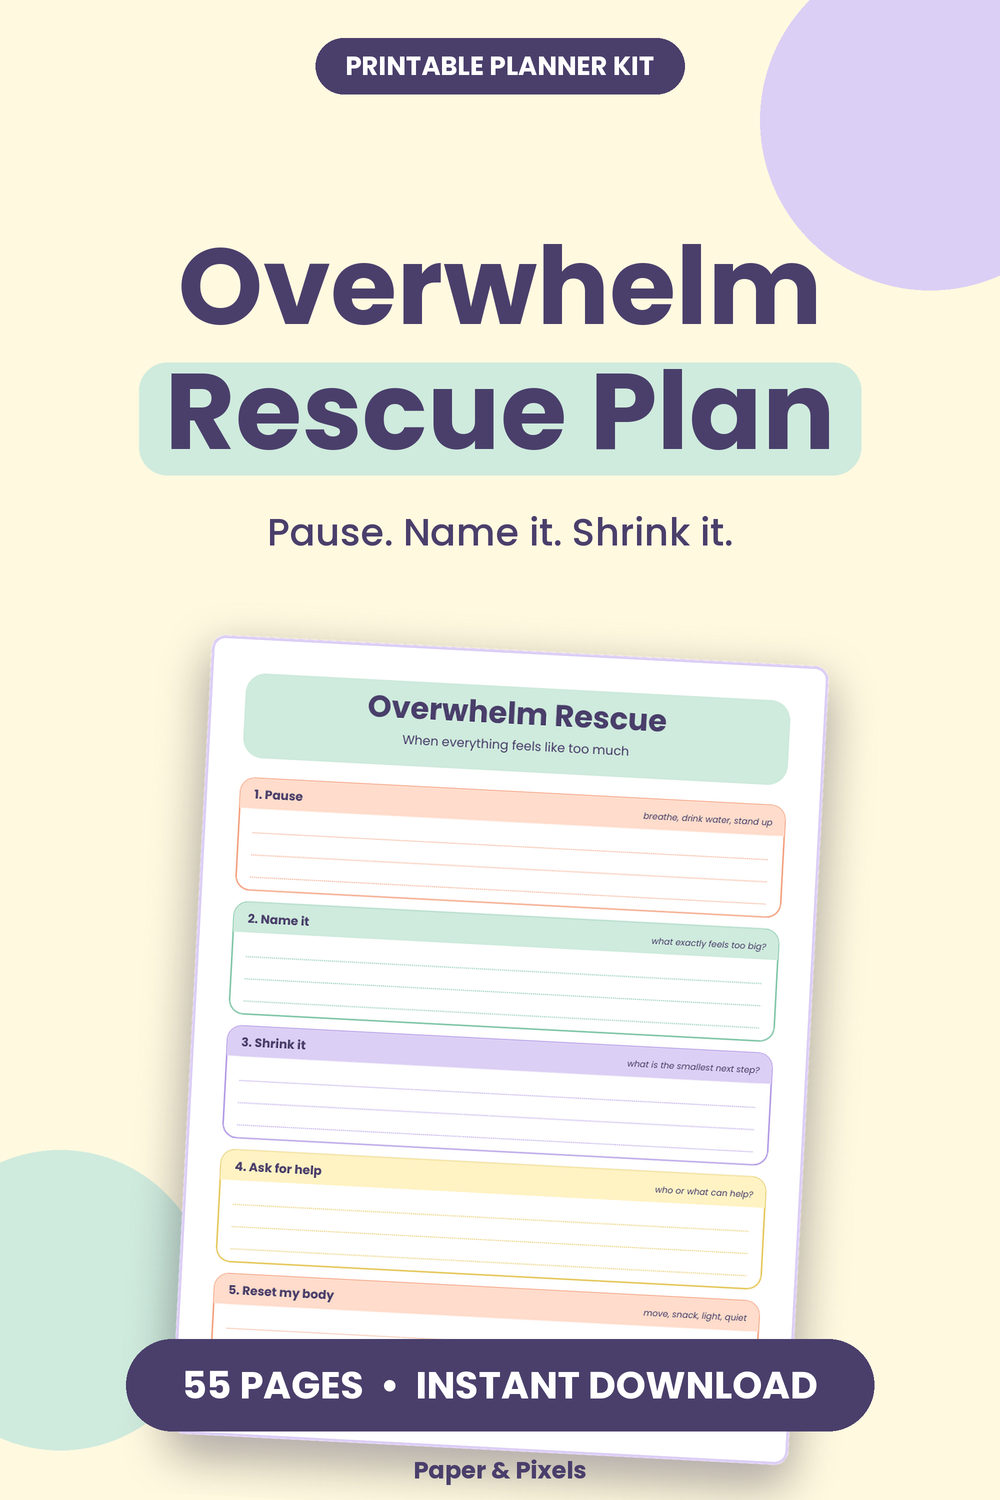 PRINTABLE PLANNER KIT
Overwhelm
Rescue Plan
Pause. Name it. Shrink it.
Overwhelm Rescue
When everything feels like too much
1. Pause
breathe, drink water, stand up
2. Name it
what exactly feels too big?
3. Shrink it
what is the smallest next step?
4. Ask for help
who or what can help?
5. Reset my body
move, snack, light, quiet
55 PAGES • INSTANT DOWNLOAD
Paper & Pixels